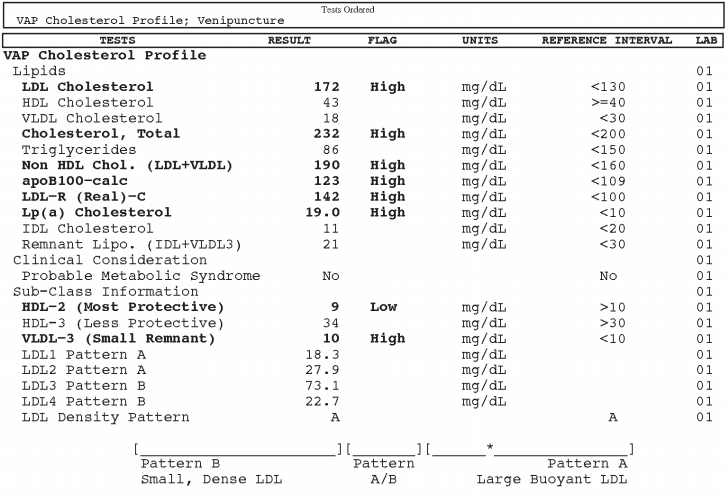 Tests Ordered
VAP Cholesterol Profile; Venipuncture
TESTS RESULT FLAG UNITS REFERENCE INTERVAL LAB
VAP Cholesterol Profile
Lipids 01
LDL Cholesterol 172 High mg/dL <130 01
HDL Cholesterol 43 mg/dL >=40 01
VLDL Cholesterol 18 mg/dL <30 01
Cholesterol, Total 232 High mg/dL <200 01
Triglycerides 86 mg/dL <150 01
Non HDL Chol. (LDL+VLDL) 190 High mg/dL <160 01
apoB100-calc 123 High mg/dL <109 01
LDL-R (Real)-C 142 High mg/dL <100 01
Lp(a) Cholesterol 19.0 High mg/dL <10 01
IDL Cholesterol 11 mg/dL <20 01
Remnant Lipo. (IDL+VLDL3) 21 mg/dL <30 01
Clinical Consideration 01
Probable Metabolic Syndrome No No 01
Sub-Class Information 01
HDL-2 (Most Protective) 9 Low mg/dL >10 01
HDL-3 (Less Protective) 34 mg/dL >30 01
VLDL-3 (Small Remnant) 10 High mg/dL <10 01
LDL1 Pattern A 18.3 mg/dL 01
LDL2 Pattern A 27.9 mg/dL 01
LDL3 Pattern B 73.1 mg/dL 01
LDL4 Pattern B 22.7 mg/dL 01
LDL Density Pattern A A 01
[____________________][_______][______*______________]
Pattern B Pattern Pattern A
Small, Dense LDL A/B Large Buoyant LDL